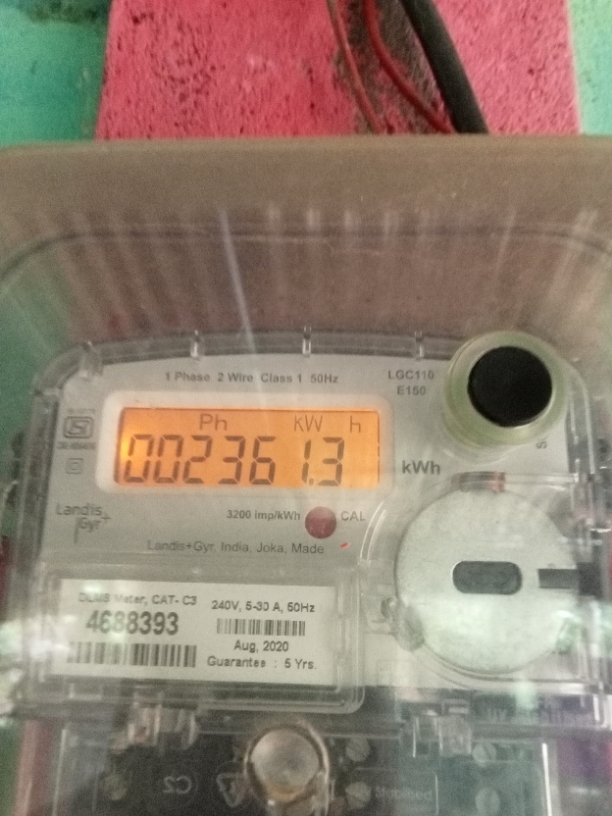 1 Phase 2 Wire Class 1 50Hz
LGC110
E150
Ph kW h
002361.3
kWh
Landis+
Gyr
3200 imp/kWh CAL
Landis+Gyr, India, Joka, Made
DLMS Meter, CAT- C3
4688393
240V, 5-30 A, 50Hz
Aug, 2020
Guarantee : 5 Yrs.
C2